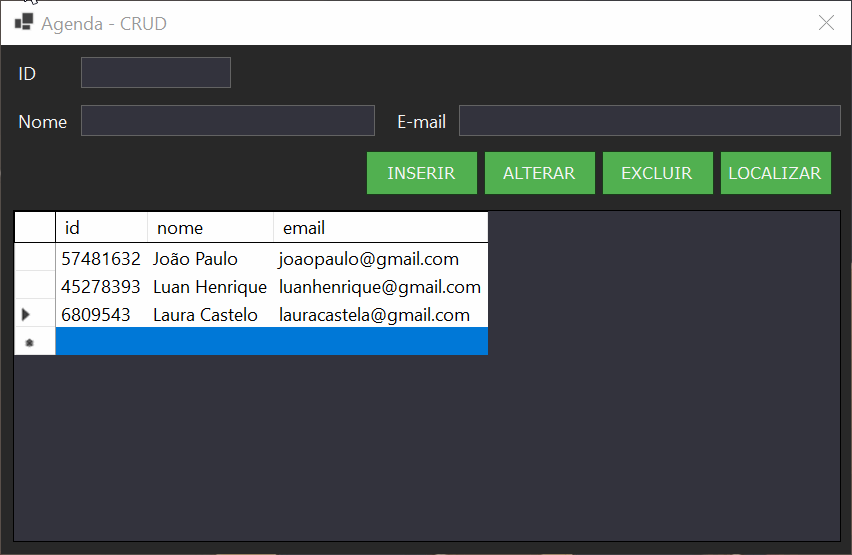 Agenda - CRUD
ID
Nome E-mail
INSERIR ALTERAR EXCLUIR LOCALIZAR
id nome email
57481632 João Paulo joaopaulo@gmail.com
45278393 Luan Henrique luanhenrique@gmail.com
6809543 Laura Castelo lauracastela@gmail.com